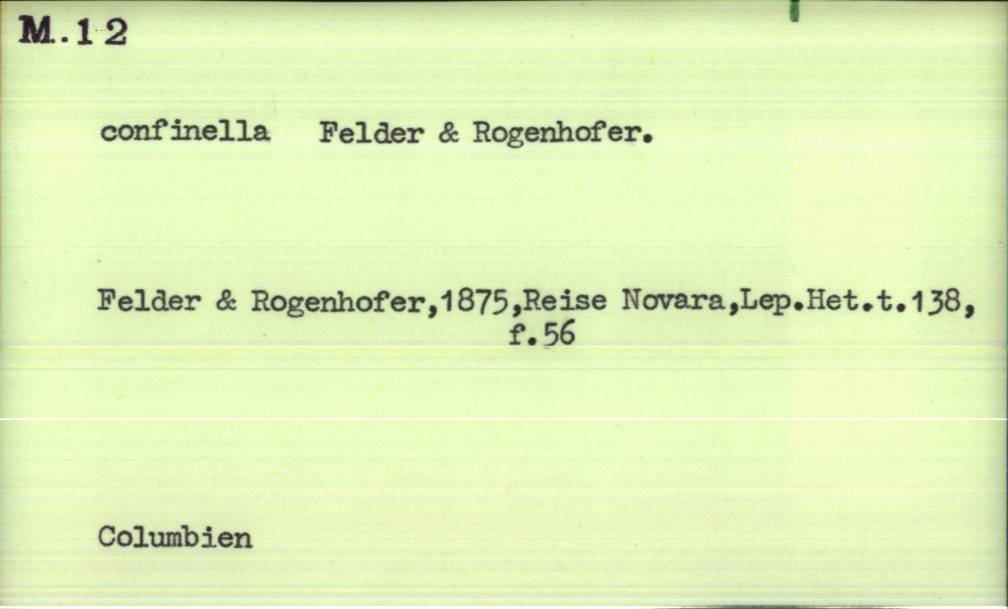 M.12
confinella Felder & Rogenhofer.
Felder & Rogenhofer,1875,Reise Novara,Lep.Het.t.138,
f.56
Columbien